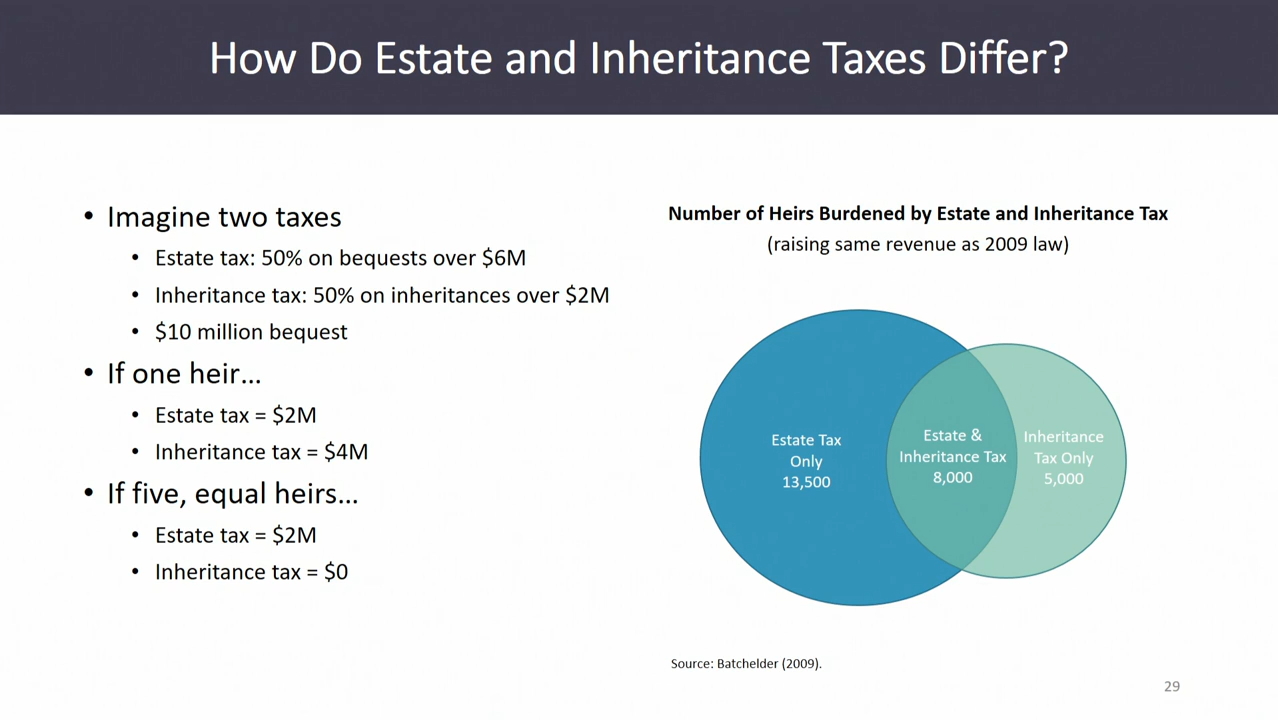 How Do Estate and Inheritance Taxes Differ?
• Imagine two taxes
• Estate tax: 50% on bequests over $6M
• Inheritance tax: 50% on inheritances over $2M
• $10 million bequest
• If one heir…
• Estate tax = $2M
• Inheritance tax = $4M
• If five, equal heirs…
• Estate tax = $2M
• Inheritance tax = $0
Number of Heirs Burdened by Estate and Inheritance Tax
(raising same revenue as 2009 law)
Estate Tax
Only
13,500
Estate &
Inheritance Tax
8,000
Inheritance
Tax Only
5,000
Source: Batchelder (2009).
29